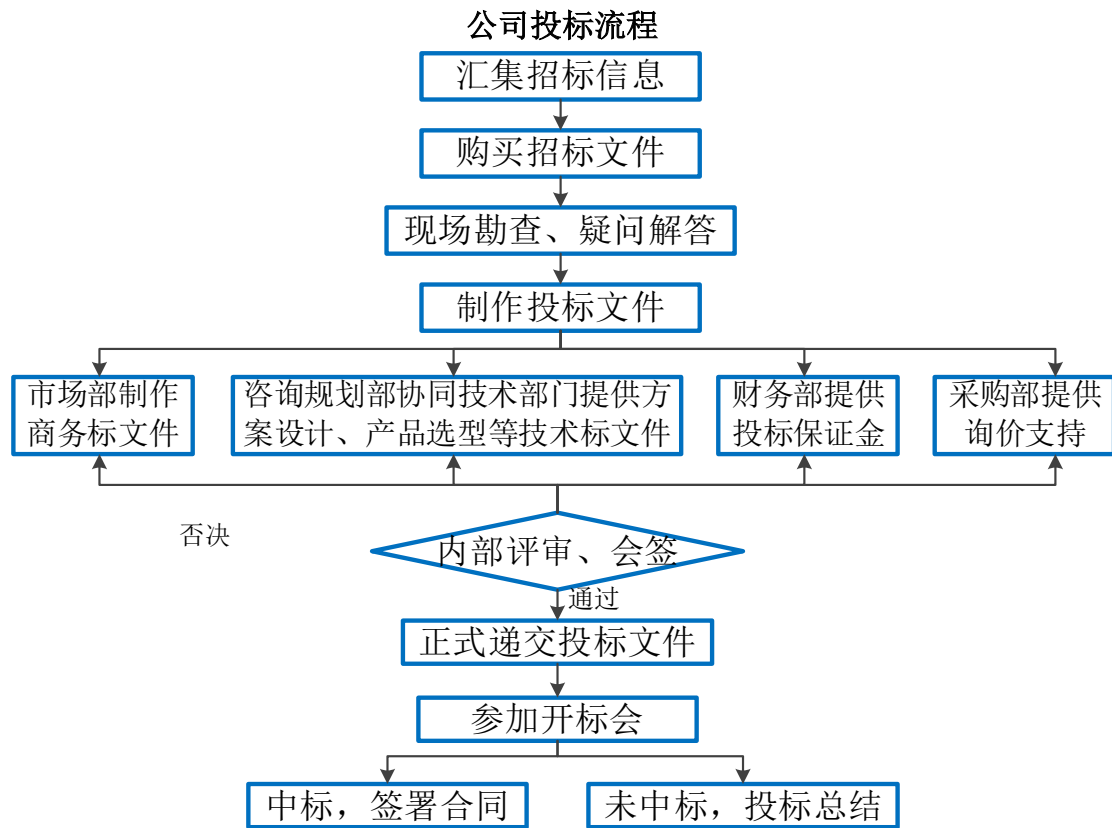 公司投标流程
汇集招标信息
购买招标文件
现场勘查、疑问解答
制作投标文件
市场部制作
商务标文件
咨询规划部协同技术部门提供方
案设计、产品选型等技术标文件
财务部提供
投标保证金
采购部提供
询价支持
否决
内部评审、会签
通过
正式递交投标文件
参加开标会
中标，签署合同
未中标，投标总结